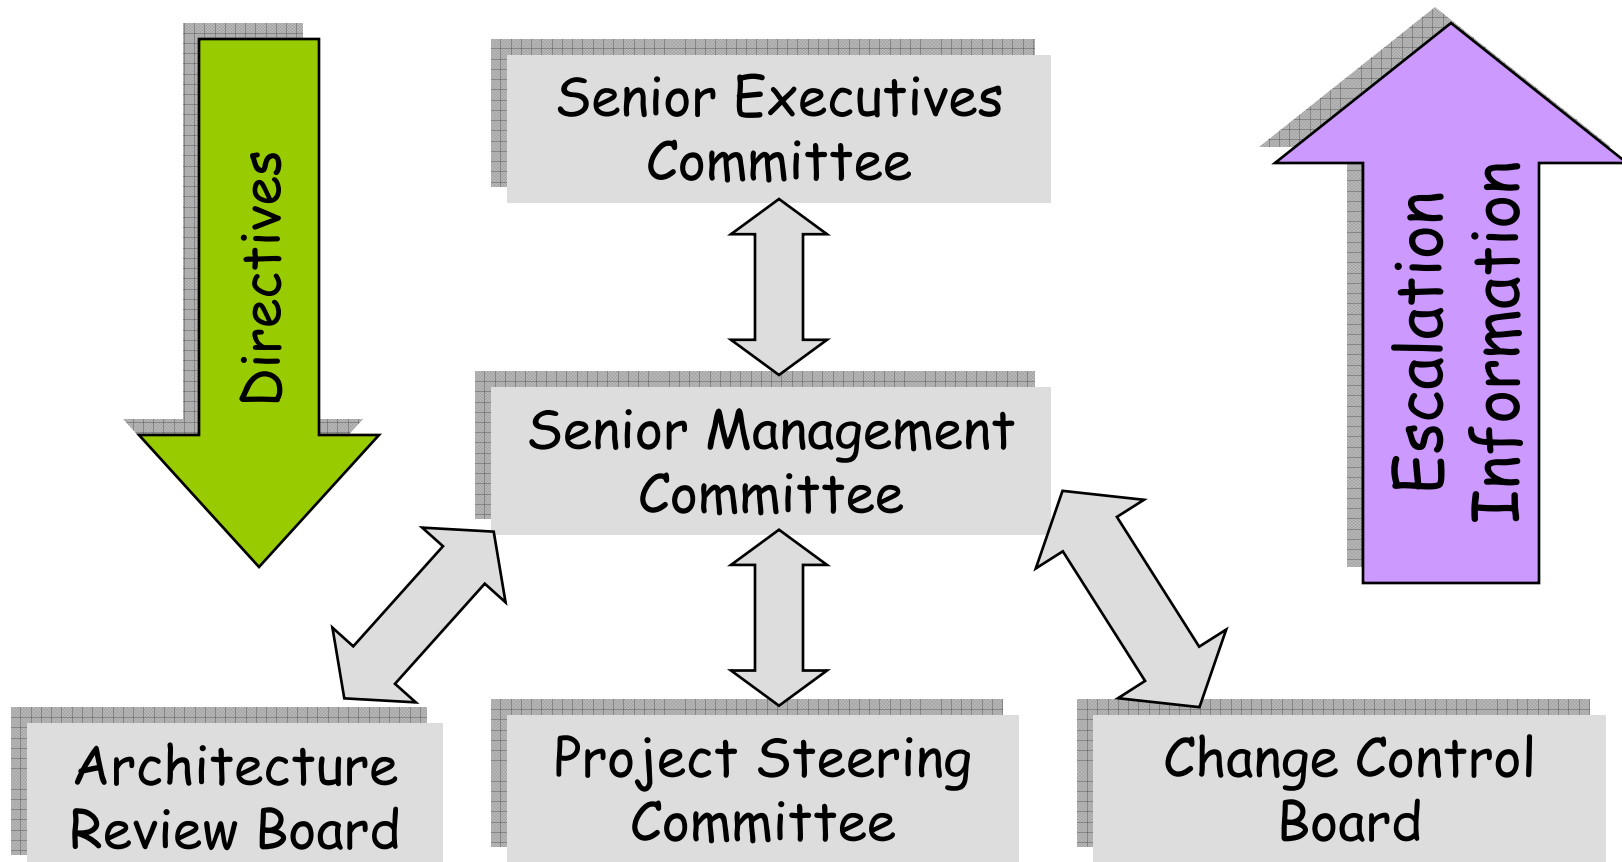 Directives
Senior Executives
Committee
Escalation
Information
Senior Management
Committee
Architecture
Review Board
Project Steering
Committee
Change Control
Board